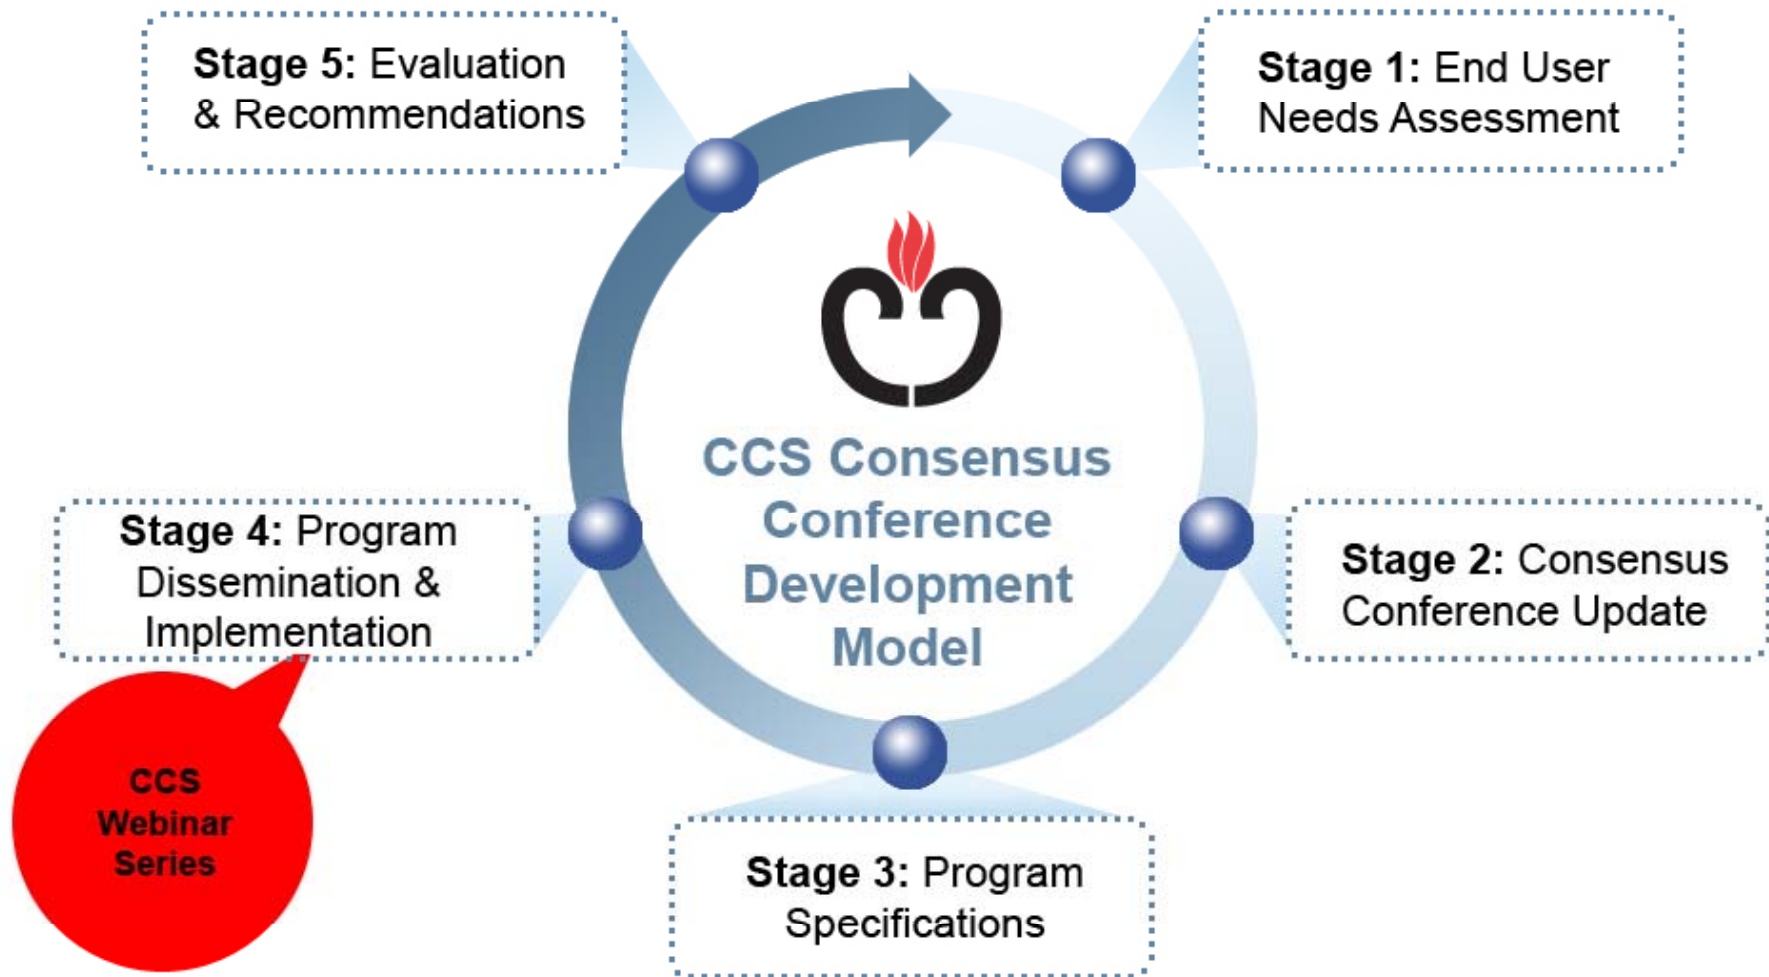 Stage 5: Evaluation
& Recommendations
Stage 1: End User
Needs Assessment
CCS Consensus
Conference
Development
Model
Stage 4: Program
Dissemination &
Implementation
Stage 2: Consensus
Conference Update
CCS
Webinar
Series
Stage 3: Program
Specifications